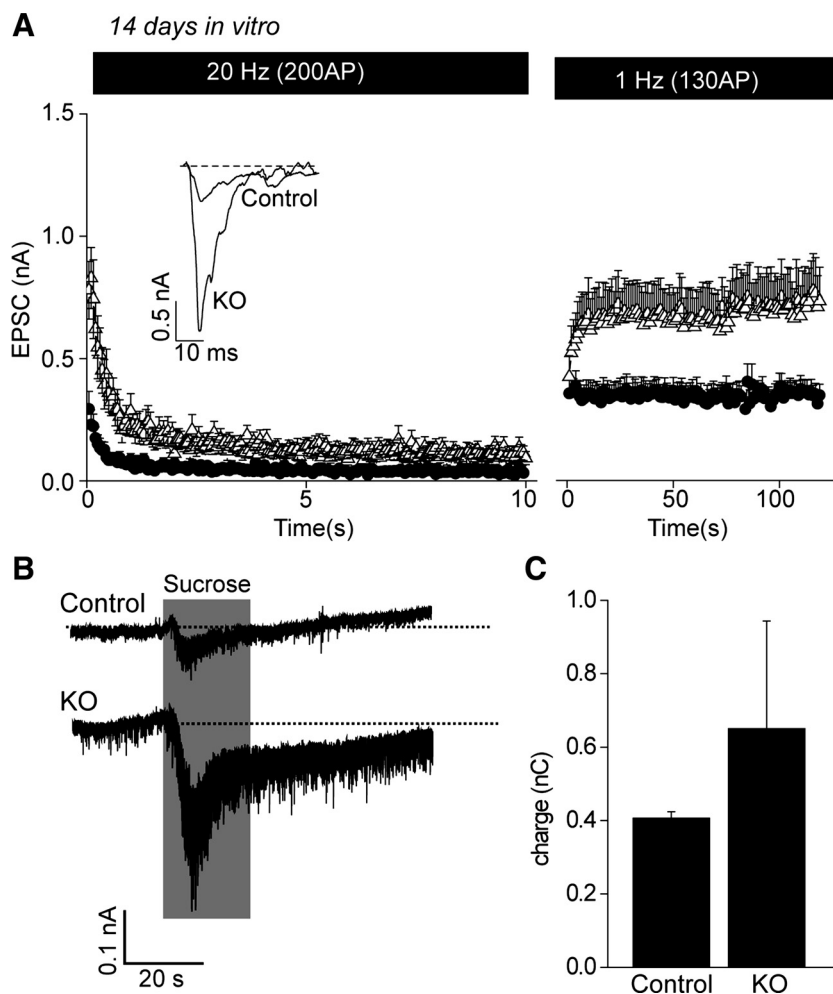 A
14 days in vitro
20 Hz (200AP)
1 Hz (130AP)
1.5
1.0
0.5
0.0
EPSC (nA)
Control
KO
0.5 nA
10 ms
0
5
10
Time(s)
0
50
100
Time(s)
B
Sucrose
Control
KO
0.1 nA
20 s
C
1.0
0.8
0.6
0.4
0.2
0.0
charge (nC)
Control
KO